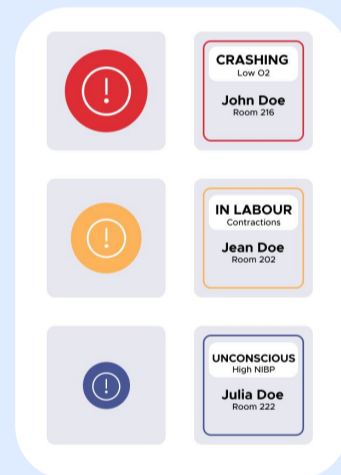 CRASHING
Low O2
John Doe
Room 216
IN LABOUR
Contractions
Jean Doe
Room 202
UNCONSCIOUS
High NIBP
Julia Doe
Room 222